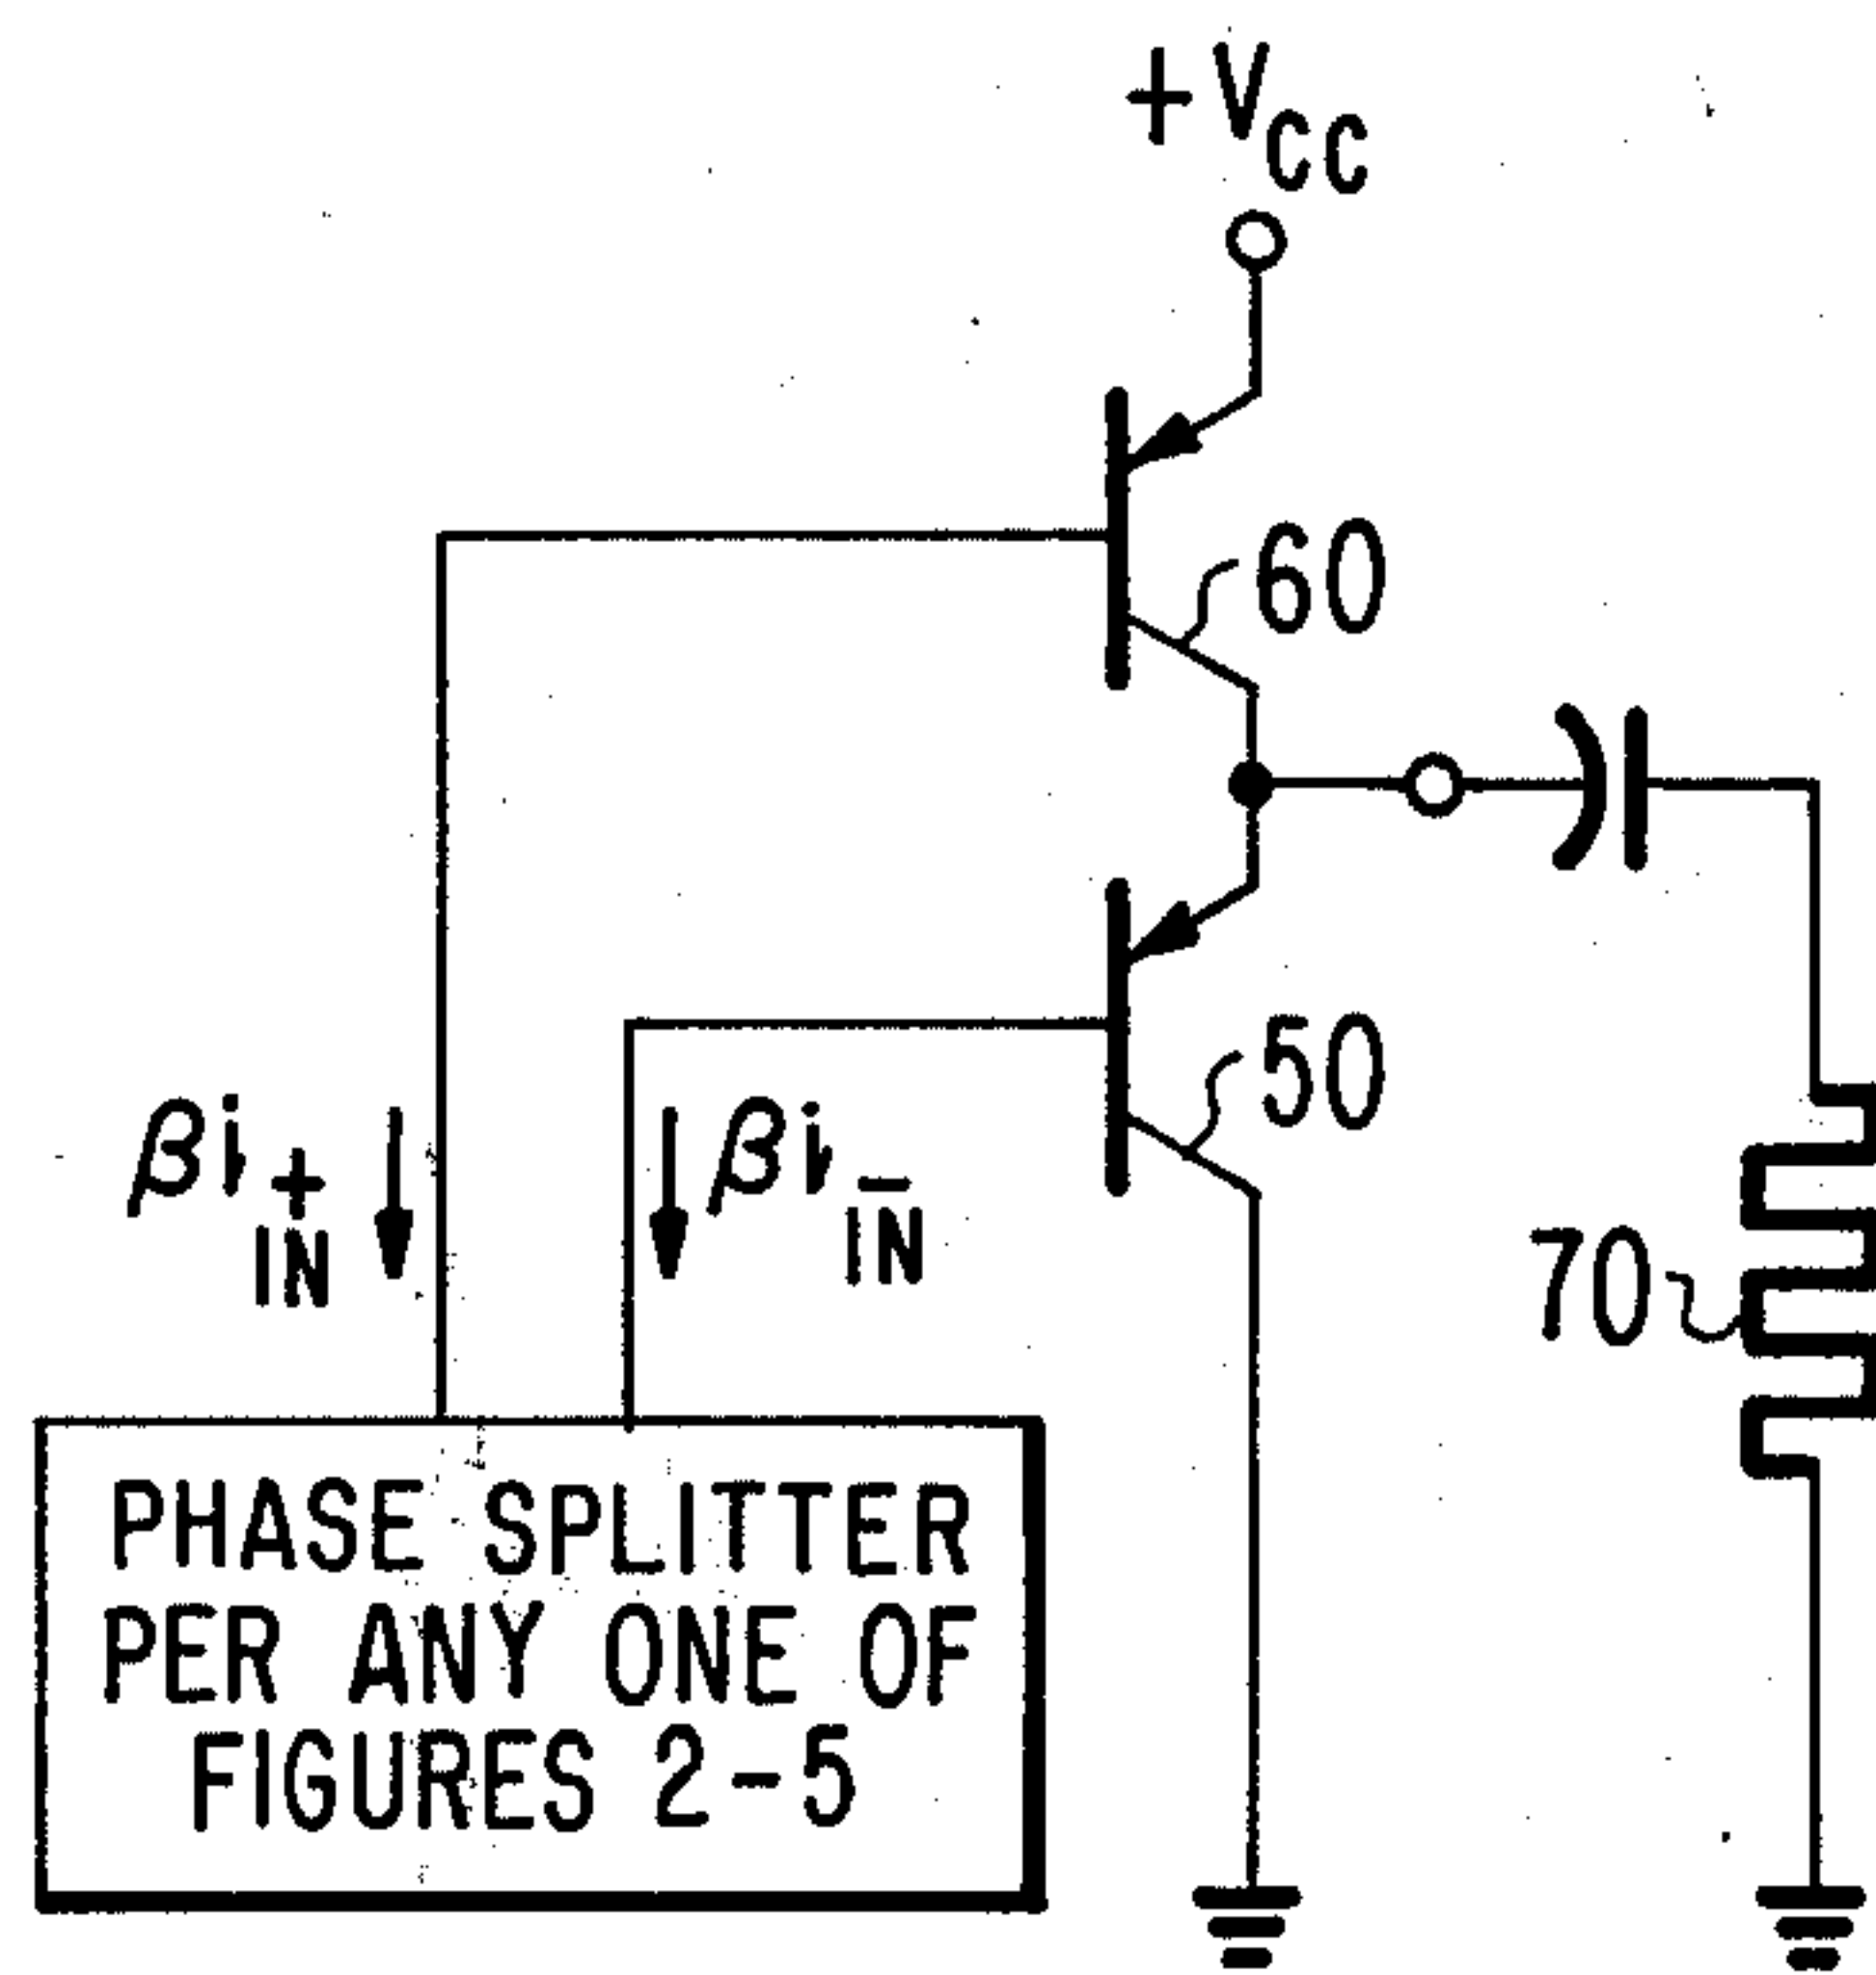 +VCC
60
50
βi+IN
βi-IN
70
PHASE SPLITTER
PER ANY ONE OF
FIGURES 2-5